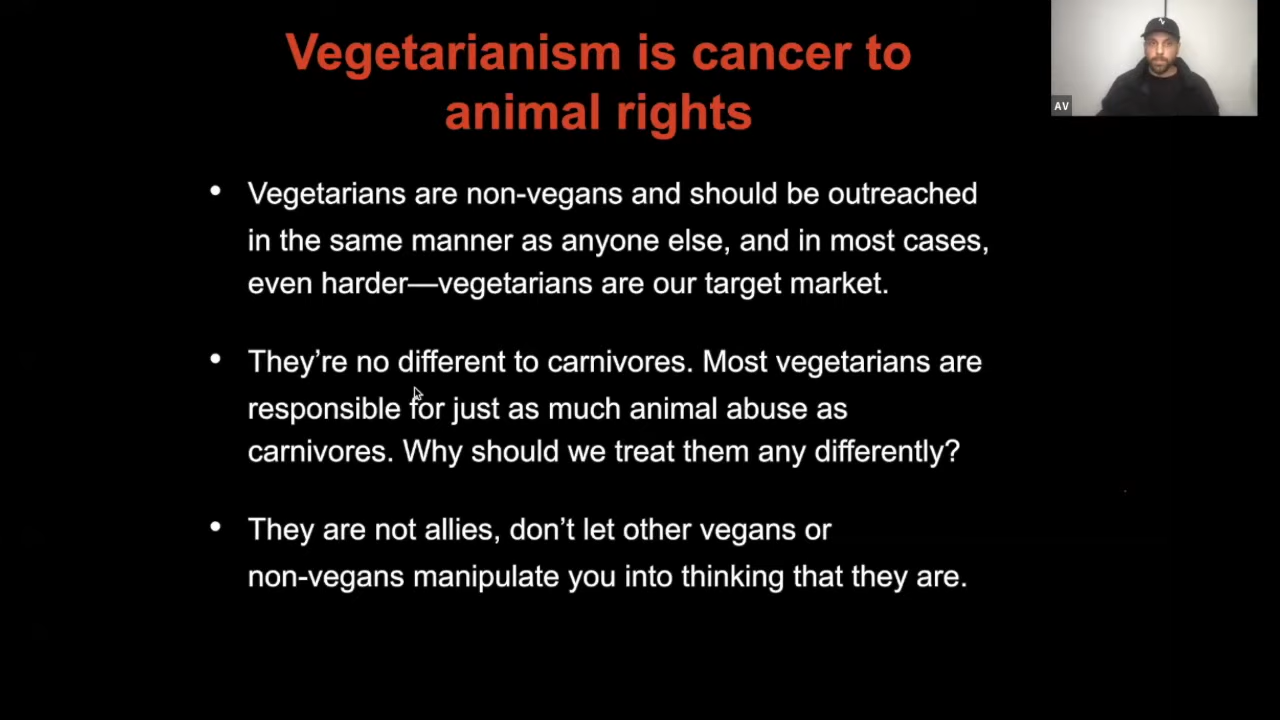 Vegetarianism is cancer to
animal rights
AV
• Vegetarians are non-vegans and should be outreached
in the same manner as anyone else, and in most cases,
even harder—vegetarians are our target market.
• They’re no different to carnivores. Most vegetarians are
responsible for just as much animal abuse as
carnivores. Why should we treat them any differently?
• They are not allies, don’t let other vegans or
non-vegans manipulate you into thinking that they are.